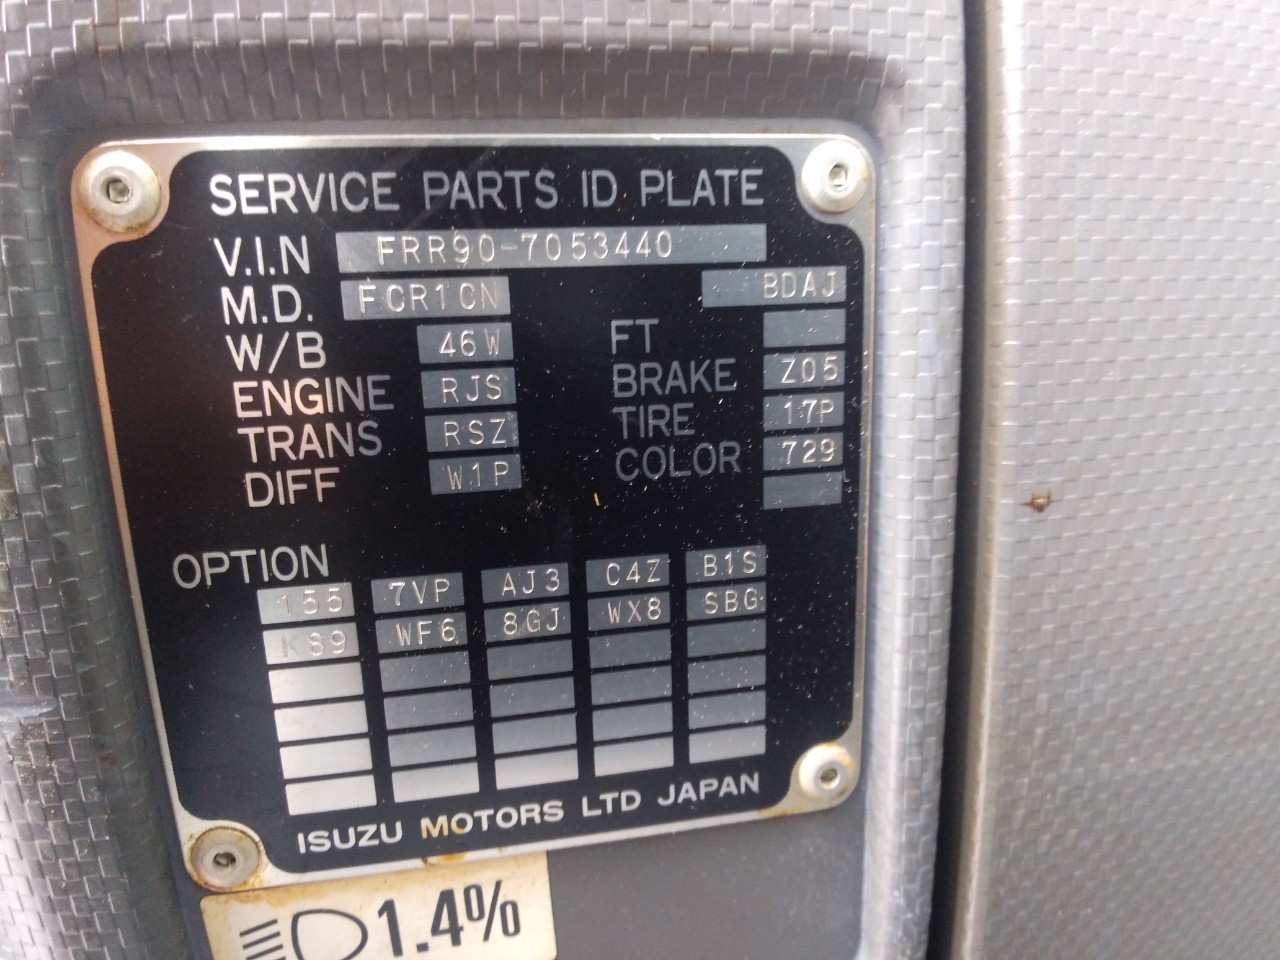 SERVICE PARTS ID PLATE
V.I.N FRR90-7053440
M.D. FCR1CN BDAJ
W/B 46W FT
ENGINE RJS BRAKE Z05
TRANS RSZ TIRE 17P
DIFF W1P COLOR 729
OPTION
155 7VP AJ3 C4Z B1S
K89 WF6 8GJ WX8 SBG
ISUZU MOTORS LTD JAPAN
1.4%